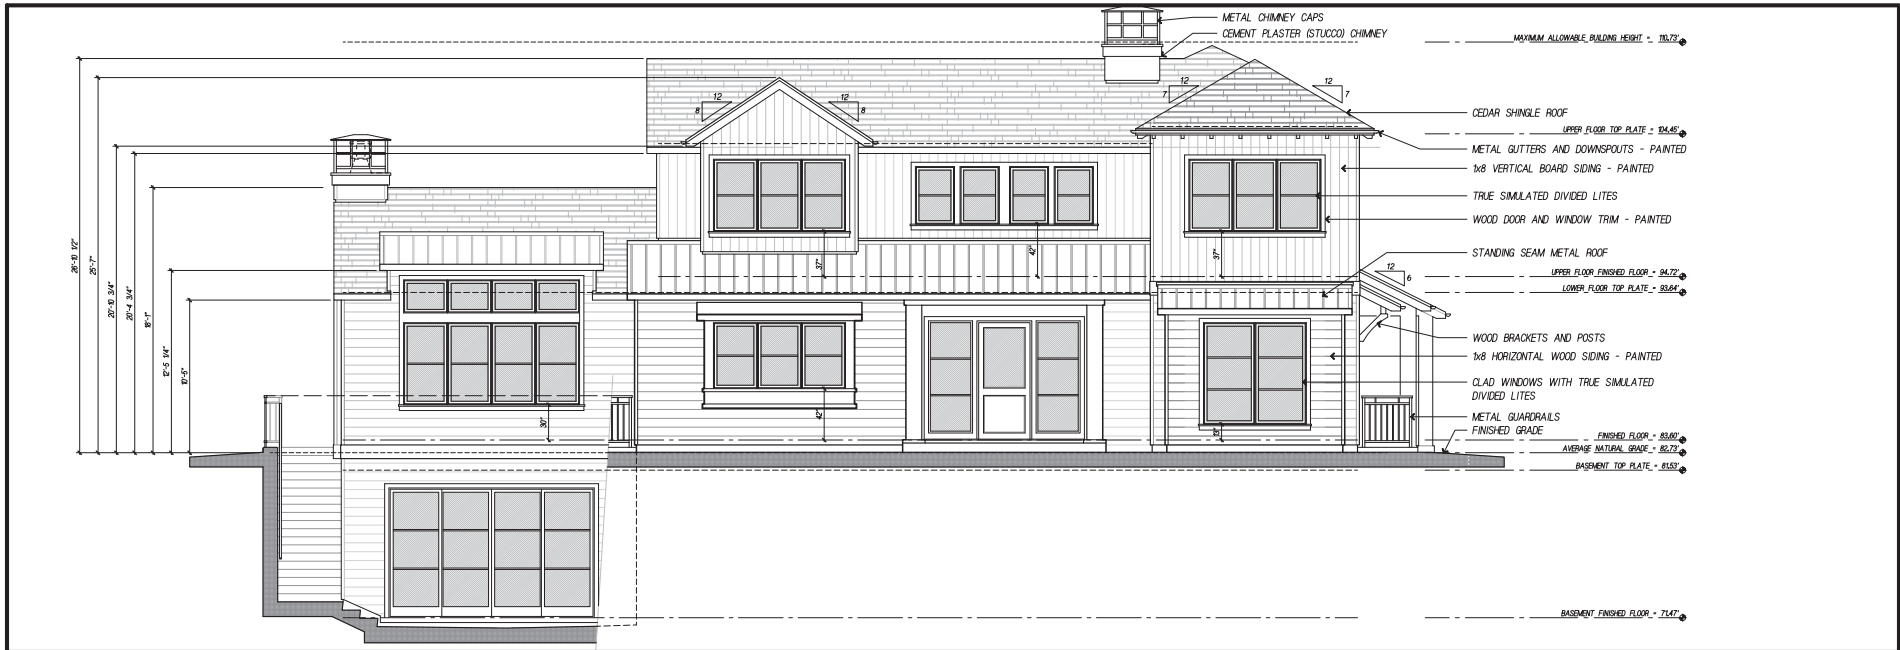 METAL CHIMNEY CAPS
CEMENT PLASTER (STUCCO) CHIMNEY
MAXIMUM ALLOWABLE BUILDING HEIGHT = 110.73'
12
7
12
7
12
8
12
8
CEDAR SHINGLE ROOF
UPPER FLOOR TOP PLATE = 104.45'
METAL GUTTERS AND DOWNSPOUTS - PAINTED
1x8 VERTICAL BOARD SIDING - PAINTED
TRUE SIMULATED DIVIDED LITES
WOOD DOOR AND WINDOW TRIM - PAINTED
STANDING SEAM METAL ROOF
12
6
UPPER FLOOR FINISHED FLOOR = 94.72'
LOWER FLOOR TOP PLATE = 93.64'
WOOD BRACKETS AND POSTS
1x8 HORIZONTAL WOOD SIDING - PAINTED
CLAD WINDOWS WITH TRUE SIMULATED
DIVIDED LITES
METAL GUARDRAILS
FINISHED GRADE
FINISHED FLOOR = 83.60'
AVERAGE NATURAL GRADE = 82.73'
BASEMENT TOP PLATE = 81.53'
BASEMENT FINISHED FLOOR = 71.47'
26'-10 1/2"
25'-7"
20'-10 3/4"
20'-4 3/4"
18'-1"
12'-5 1/4"
10'-5"
37"
42"
37"
30"
42"